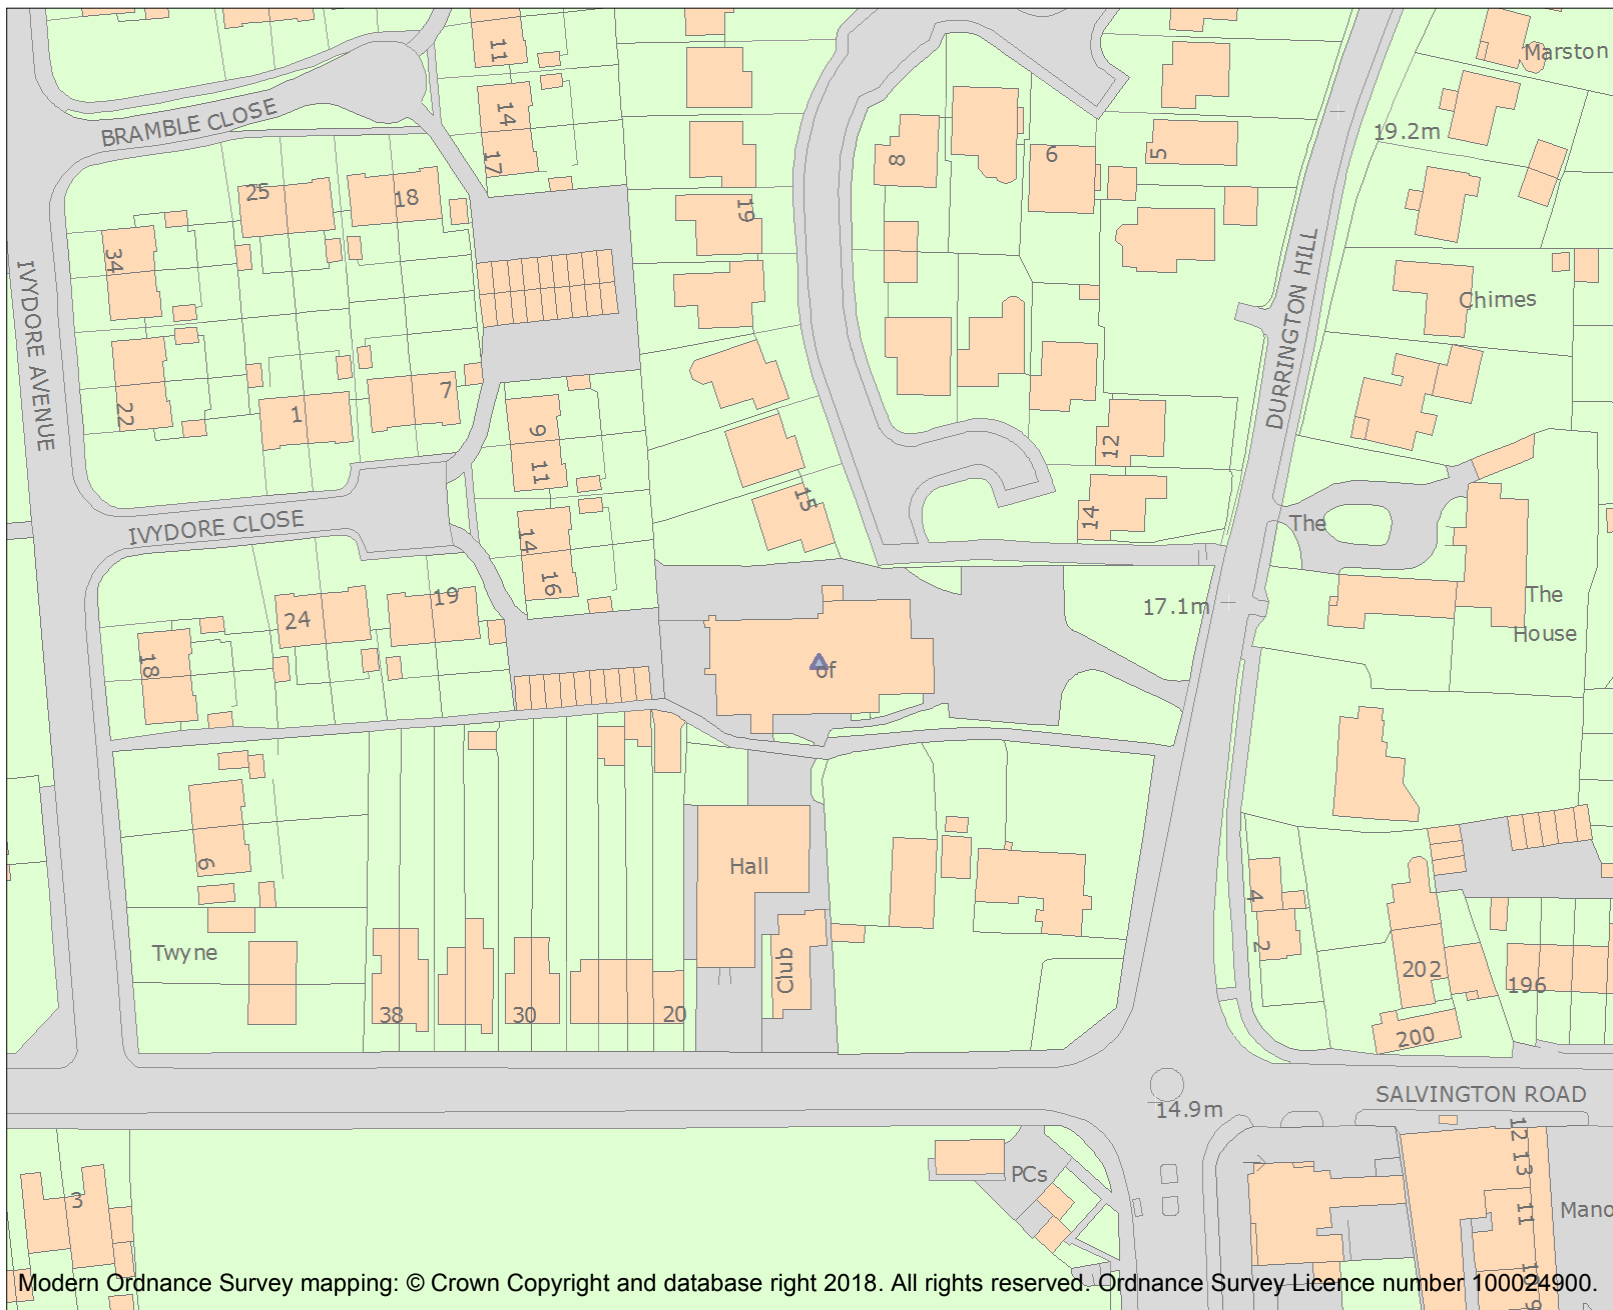 11
Marston
BRAMBLE CLOSE
14
17
19.2m
8
6
5
25
18
19
34
IVYDORE AVENUE
DURRINGTON HILL
Chimes
22
1
7
9
11
12
15
14
The
IVYDORE CLOSE
14
16
24
19
18
17.1m
The
House
of
Hall
6
4
2
Twyne
Club
202
196
38
30
20
200
SALVINGTON ROAD
14.9m
12
13
PCs
3
11
Mano
Modern Ordnance Survey mapping: © Crown Copyright and database right 2018. All rights reserved. Ordnance Survey Licence number 100024900.